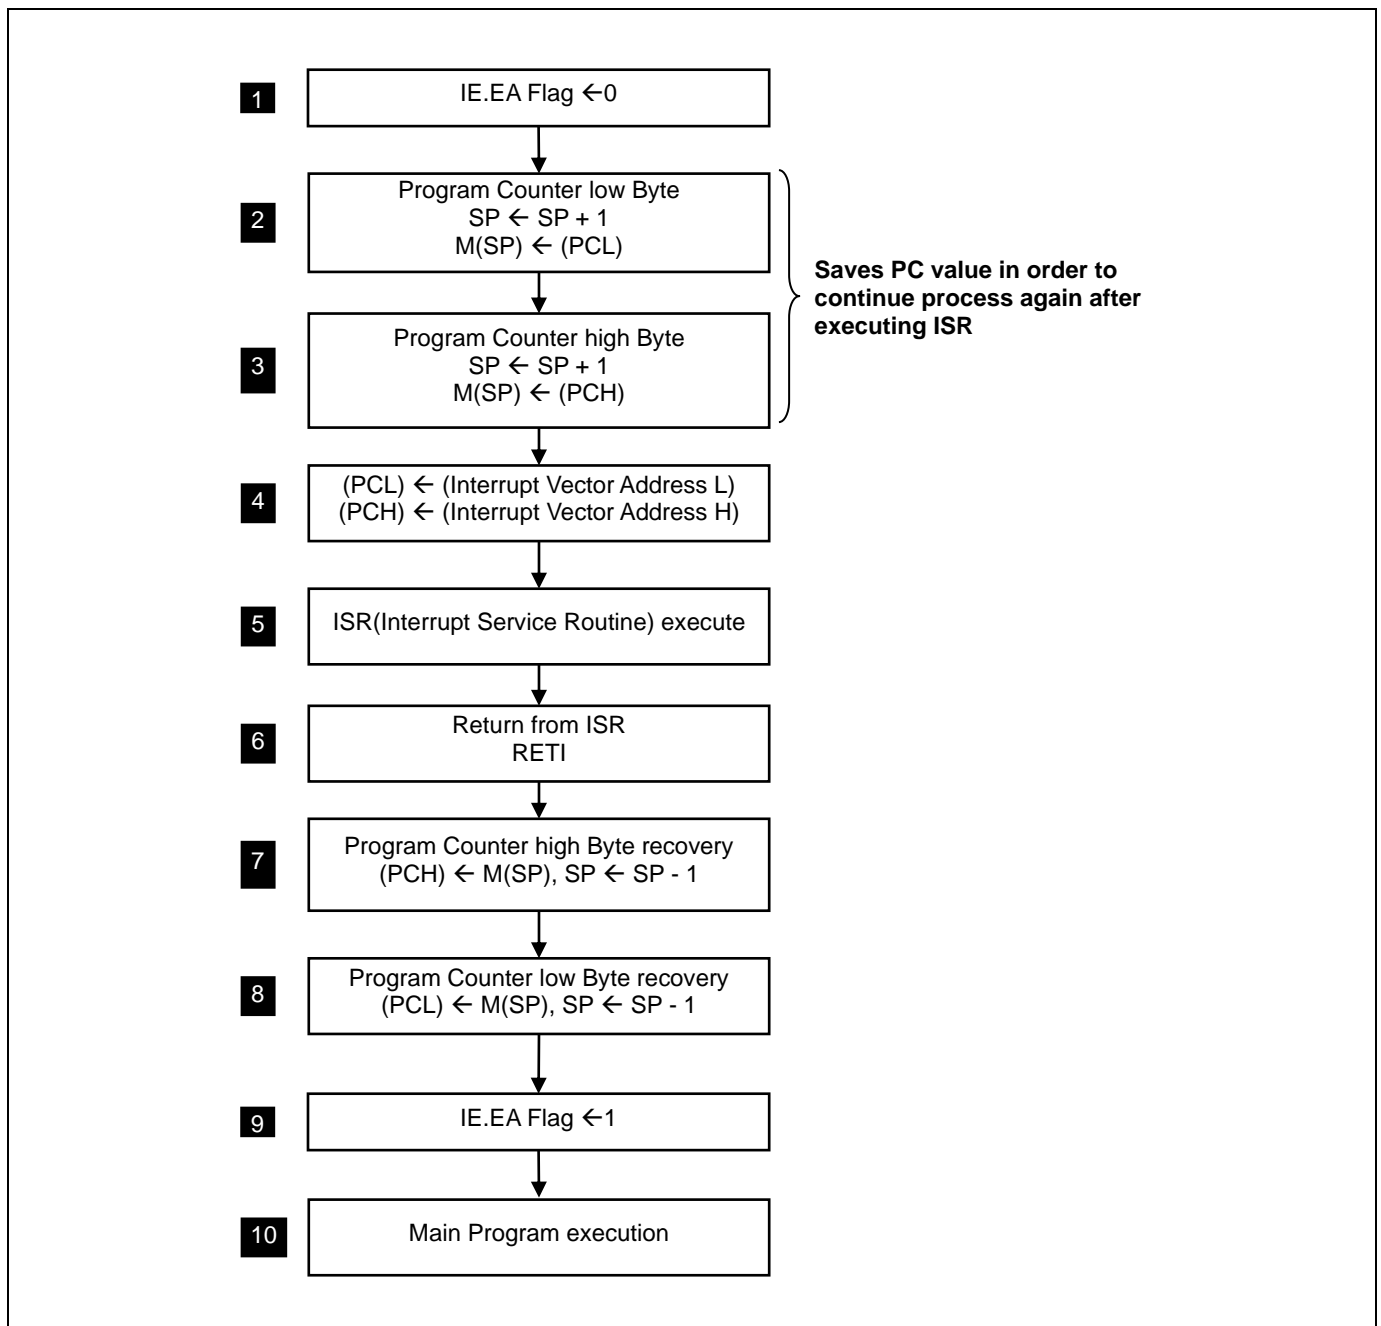 1
IE.EA Flag ←0
2
Program Counter low Byte
SP ← SP + 1
M(SP) ← (PCL)
3
Program Counter high Byte
SP ← SP + 1
M(SP) ← (PCH)
Saves PC value in order to
continue process again after
executing ISR
4
(PCL) ← (Interrupt Vector Address L)
(PCH) ← (Interrupt Vector Address H)
5
ISR(Interrupt Service Routine) execute
6
Return from ISR
RETI
7
Program Counter high Byte recovery
(PCH) ← M(SP), SP ← SP - 1
8
Program Counter low Byte recovery
(PCL) ← M(SP), SP ← SP - 1
9
IE.EA Flag ←1
10
Main Program execution